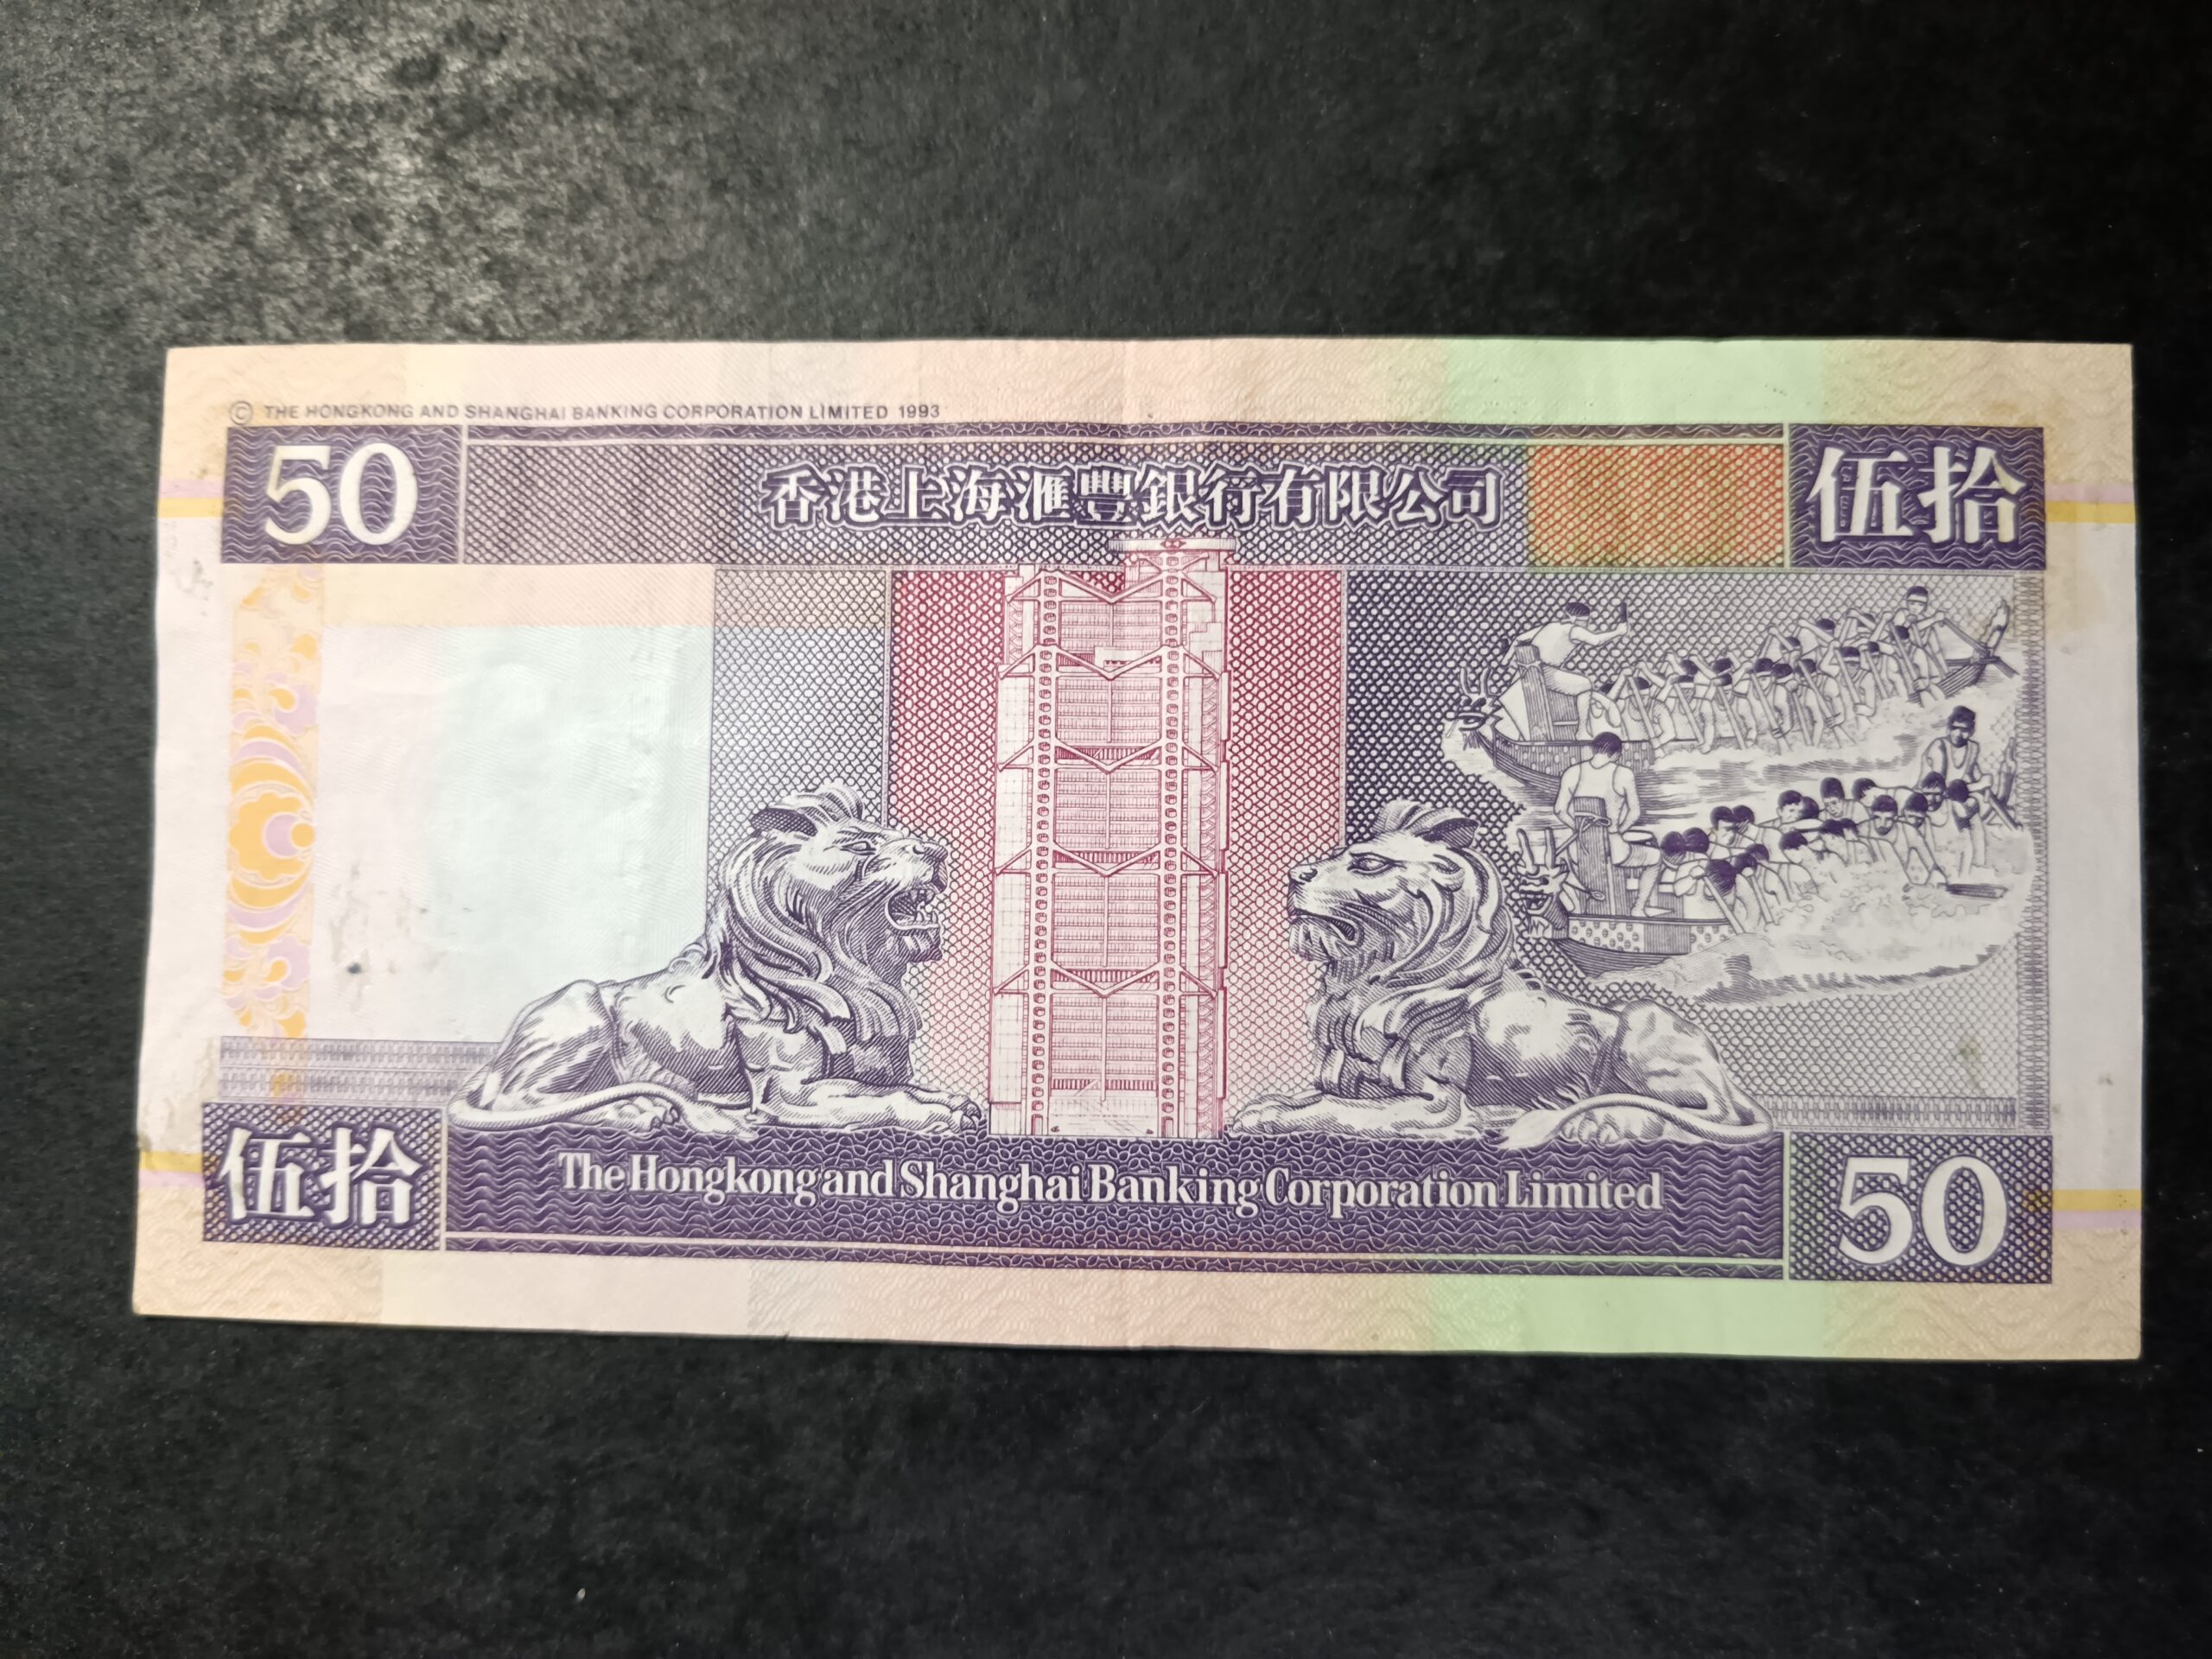 © THE HONGKONG AND SHANGHAI BANKING CORPORATION LIMITED 1993
50
香港上海滙豐銀行有限公司
伍拾
伍拾
The Hongkong and Shanghai Banking Corporation Limited
50